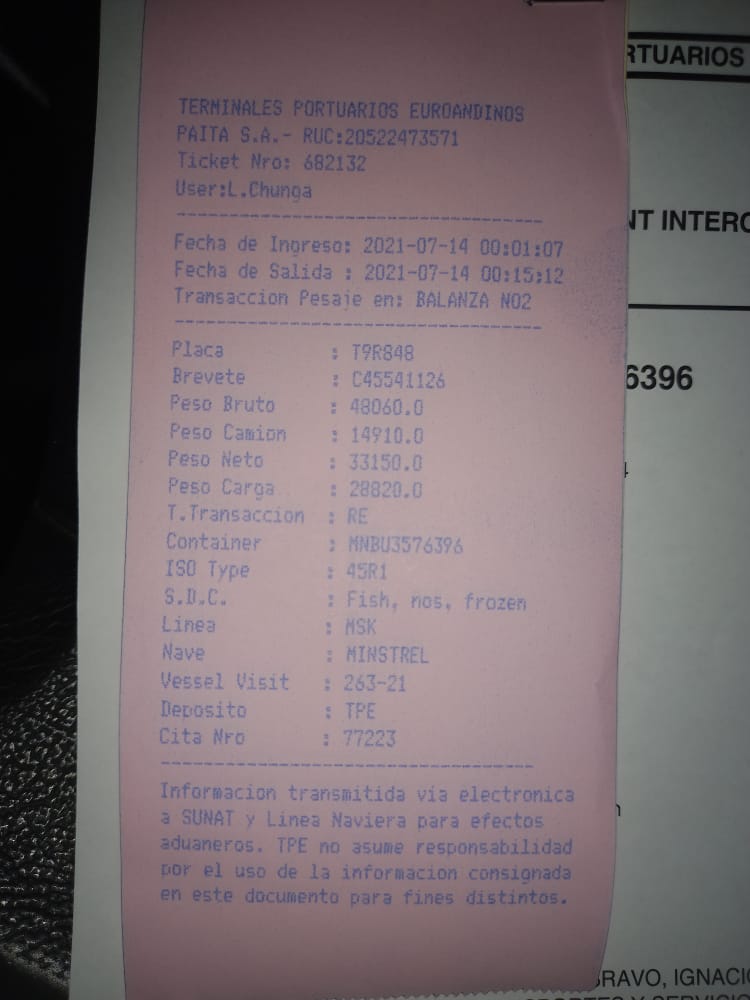 TERMINALES PORTUARIOS EUROANDINOS
PAITA S.A.- RUC:20522473571
Ticket Nro: 682132
User:L.Chunga
Fecha de Ingreso: 2021-07-14 00:01:07
Fecha de Salida : 2021-07-14 00:15:12
Transaccion Pesaje en: BALANZA N02
Placa : T9R848
Brevete : C45541126
Peso Bruto : 48060.0
Peso Camion : 14910.0
Peso Neto : 33150.0
Peso Carga : 28820.0
T.Transaccion : RE
Container : MNBU3576396
ISO Type : 45R1
S.D.C. : Fish, nos, frozen
Linea : MSK
Nave : MINSTREL
Vessel Visit : 263-21
Deposito : TPE
Cita Nro : 77223
Informacion transmitida via electronica
a SUNAT y Linea Naviera para efectos
aduaneros. TPE no asume responsabilidad
por el uso de la informacion consignada
en este documento para fines distintos.
RTUARIOS
NT INTERC
6396
BRAVO, IGNACI